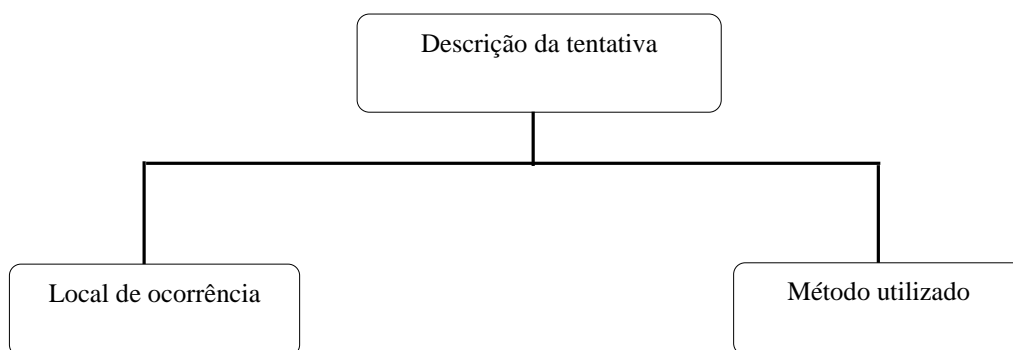 Descrição da tentativa
Local de ocorrência
Método utilizado